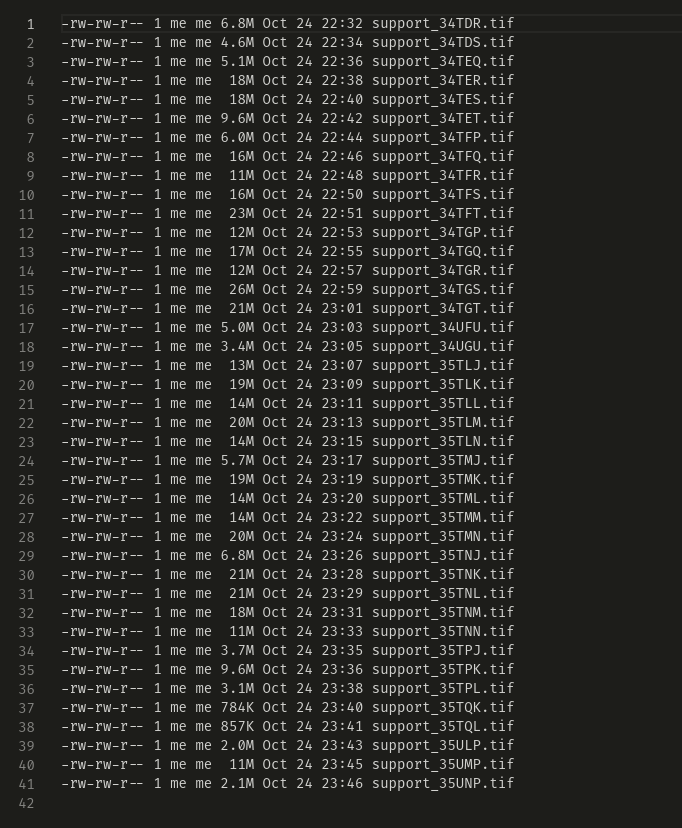 1 -rw-rw-r-- 1 me me 6.8M Oct 24 22:32 support_34TDR.tif
2 -rw-rw-r-- 1 me me 4.6M Oct 24 22:34 support_34TDS.tif
3 -rw-rw-r-- 1 me me 5.1M Oct 24 22:36 support_34TEQ.tif
4 -rw-rw-r-- 1 me me  18M Oct 24 22:38 support_34TER.tif
5 -rw-rw-r-- 1 me me  18M Oct 24 22:40 support_34TES.tif
6 -rw-rw-r-- 1 me me 9.6M Oct 24 22:42 support_34TET.tif
7 -rw-rw-r-- 1 me me 6.0M Oct 24 22:44 support_34TFP.tif
8 -rw-rw-r-- 1 me me  16M Oct 24 22:46 support_34TFQ.tif
9 -rw-rw-r-- 1 me me  11M Oct 24 22:48 support_34TFR.tif
10 -rw-rw-r-- 1 me me  16M Oct 24 22:50 support_34TFS.tif
11 -rw-rw-r-- 1 me me  23M Oct 24 22:51 support_34TFT.tif
12 -rw-rw-r-- 1 me me  12M Oct 24 22:53 support_34TGP.tif
13 -rw-rw-r-- 1 me me  17M Oct 24 22:55 support_34TGQ.tif
14 -rw-rw-r-- 1 me me  12M Oct 24 22:57 support_34TGR.tif
15 -rw-rw-r-- 1 me me  26M Oct 24 22:59 support_34TGS.tif
16 -rw-rw-r-- 1 me me  21M Oct 24 23:01 support_34TGT.tif
17 -rw-rw-r-- 1 me me 5.0M Oct 24 23:03 support_34UFU.tif
18 -rw-rw-r-- 1 me me 3.4M Oct 24 23:05 support_34UGU.tif
19 -rw-rw-r-- 1 me me  13M Oct 24 23:07 support_35TLJ.tif
20 -rw-rw-r-- 1 me me  19M Oct 24 23:09 support_35TLK.tif
21 -rw-rw-r-- 1 me me  14M Oct 24 23:11 support_35TLL.tif
22 -rw-rw-r-- 1 me me  20M Oct 24 23:13 support_35TLM.tif
23 -rw-rw-r-- 1 me me  14M Oct 24 23:15 support_35TLN.tif
24 -rw-rw-r-- 1 me me 5.7M Oct 24 23:17 support_35TMJ.tif
25 -rw-rw-r-- 1 me me  19M Oct 24 23:19 support_35TMK.tif
26 -rw-rw-r-- 1 me me  14M Oct 24 23:20 support_35TML.tif
27 -rw-rw-r-- 1 me me  14M Oct 24 23:22 support_35TMM.tif
28 -rw-rw-r-- 1 me me  20M Oct 24 23:24 support_35TMN.tif
29 -rw-rw-r-- 1 me me 6.8M Oct 24 23:26 support_35TNJ.tif
30 -rw-rw-r-- 1 me me  21M Oct 24 23:28 support_35TNK.tif
31 -rw-rw-r-- 1 me me  21M Oct 24 23:29 support_35TNL.tif
32 -rw-rw-r-- 1 me me  18M Oct 24 23:31 support_35TNM.tif
33 -rw-rw-r-- 1 me me  11M Oct 24 23:33 support_35TNN.tif
34 -rw-rw-r-- 1 me me 3.7M Oct 24 23:35 support_35TPJ.tif
35 -rw-rw-r-- 1 me me 9.6M Oct 24 23:36 support_35TPK.tif
36 -rw-rw-r-- 1 me me 3.1M Oct 24 23:38 support_35TPL.tif
37 -rw-rw-r-- 1 me me 784K Oct 24 23:40 support_35TQK.tif
38 -rw-rw-r-- 1 me me 857K Oct 24 23:41 support_35TQL.tif
39 -rw-rw-r-- 1 me me 2.0M Oct 24 23:43 support_35ULP.tif
40 -rw-rw-r-- 1 me me  11M Oct 24 23:45 support_35UMP.tif
41 -rw-rw-r-- 1 me me 2.1M Oct 24 23:46 support_35UNP.tif
42